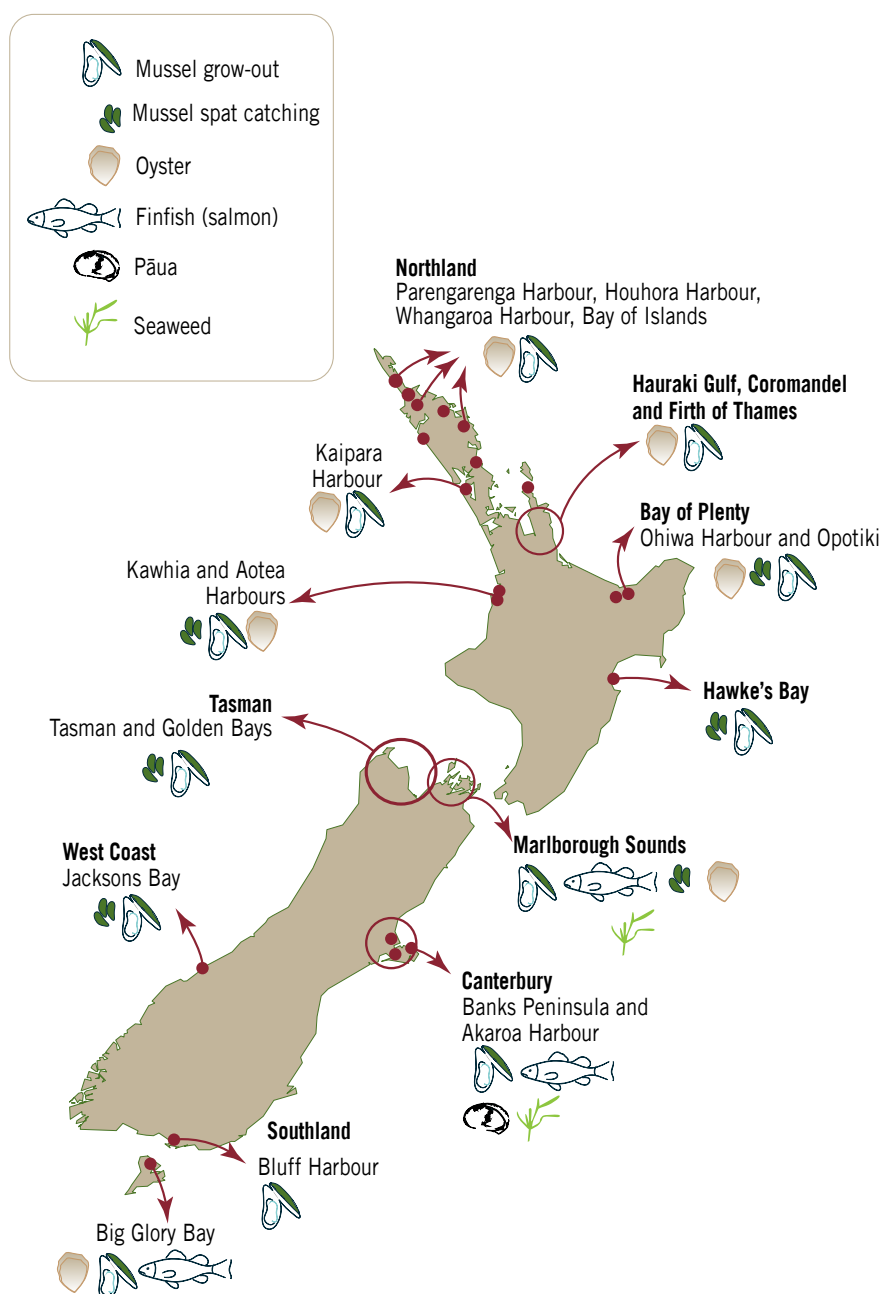 Mussel grow-out
Mussel spat catching
Oyster
Finfish (salmon)
Pāua
Seaweed
Northland
Parengarenga Harbour, Houhora Harbour,
Whangaroa Harbour, Bay of Islands
Hauraki Gulf, Coromandel
and Firth of Thames
Kaipara
Harbour
Bay of Plenty
Ohiwa Harbour and Opotiki
Kawhia and Aotea
Harbours
Hawke's Bay
Tasman
Tasman and Golden Bays
Marlborough Sounds
West Coast
Jacksons Bay
Canterbury
Banks Peninsula and
Akaroa Harbour
Southland
Bluff Harbour
Big Glory Bay